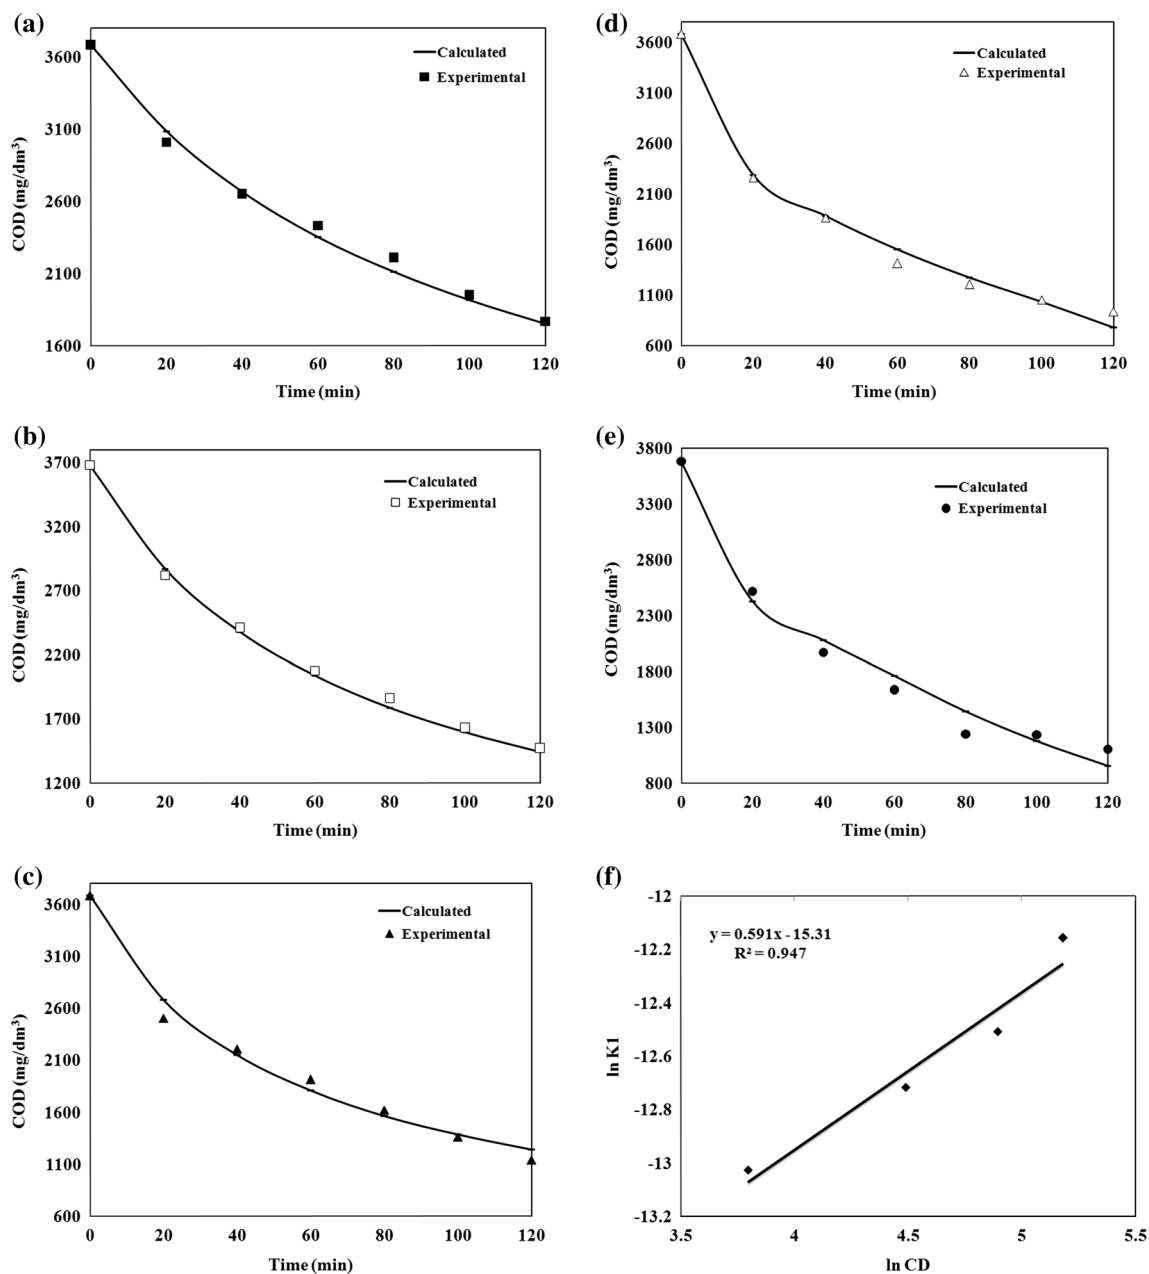 (a)
Calculated
Experimental
3600
3100
2600
2100
1600
0 20 40 60 80 100 120
COD (mg/dm³)
Time (min)
(d)
Calculated
Experimental
3600
3100
2600
2100
1600
1100
600
0 20 40 60 80 100 120
COD (mg/dm³)
Time (min)
(b)
Calculated
Experimental
3700
3200
2700
2200
1700
1200
0 20 40 60 80 100 120
COD (mg/dm³)
Time (min)
(e)
Calculated
Experimental
3800
3300
2800
2300
1800
1300
800
0 20 40 60 80 100 120
COD (mg/dm³)
Time (min)
(c)
Calculated
Experimental
3600
3100
2600
2100
1600
1100
600
0 20 40 60 80 100 120
COD (mg/dm³)
Time (min)
(f)
y = 0.591x - 15.31
R² = 0.947
-12
-12.2
-12.4
-12.6
-12.8
-13
-13.2
3.5 4 4.5 5 5.5
ln K1
ln CD